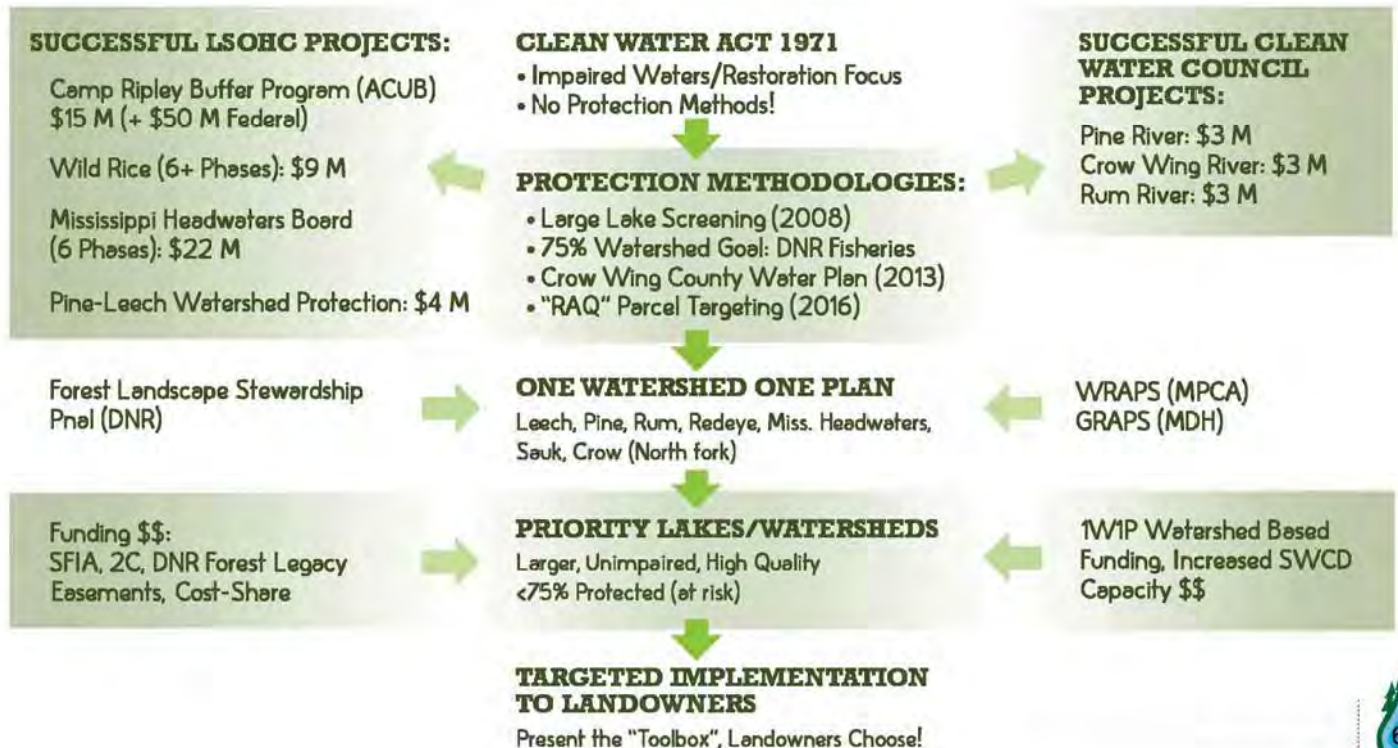 SUCCESSFUL LSOHC PROJECTS:
Camp Ripley Buffer Program (ACUB)
$15 M (+ $50 M Federal)
Wild Rice (6+ Phases): $9 M
Mississippi Headwaters Board
(6 Phases): $22 M
Pine-Leech Watershed Protection: $4 M
CLEAN WATER ACT 1971
• Impaired Waters/Restoration Focus
• No Protection Methods!
SUCCESSFUL CLEAN
WATER COUNCIL
PROJECTS:
Pine River: $3 M
Crow Wing River: $3 M
Rum River: $3 M
PROTECTION METHODOLOGIES:
• Large Lake Screening (2008)
• 75% Watershed Goal: DNR Fisheries
• Crow Wing County Water Plan (2013)
• "RAQ" Parcel Targeting (2016)
Forest Landscape Stewardship
Pnal (DNR)
ONE WATERSHED ONE PLAN
Leech, Pine, Rum, Redeye, Miss. Headwaters,
Sauk, Crow (North fork)
WRAPS (MPCA)
GRAPS (MDH)
Funding $$:
SFIA, 2C, DNR Forest Legacy
Easements, Cost-Share
PRIORITY LAKES/WATERSHEDS
Larger, Unimpaired, High Quality
<75% Protected (at risk)
1W1P Watershed Based
Funding, Increased SWCD
Capacity $$
TARGETED IMPLEMENTATION
TO LANDOWNERS
Present the "Toolbox", Landowners Choose!